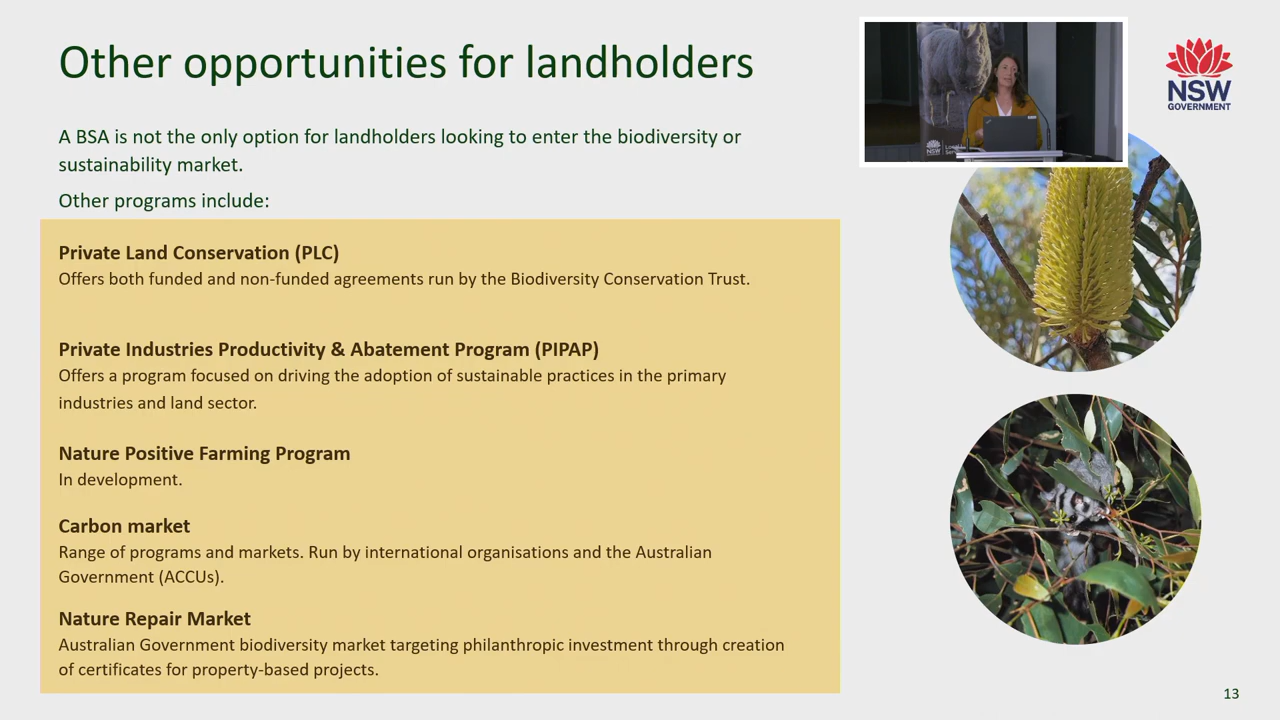 Other opportunities for landholders
NSW
GOVERNMENT
A BSA is not the only option for landholders looking to enter the biodiversity or
sustainability market.
Other programs include:
Private Land Conservation (PLC)
Offers both funded and non-funded agreements run by the Biodiversity Conservation Trust.
Private Industries Productivity & Abatement Program (PIPAP)
Offers a program focused on driving the adoption of sustainable practices in the primary
industries and land sector.
Nature Positive Farming Program
In development.
Carbon market
Range of programs and markets. Run by international organisations and the Australian
Government (ACCUs).
Nature Repair Market
Australian Government biodiversity market targeting philanthropic investment through creation
of certificates for property-based projects.
13